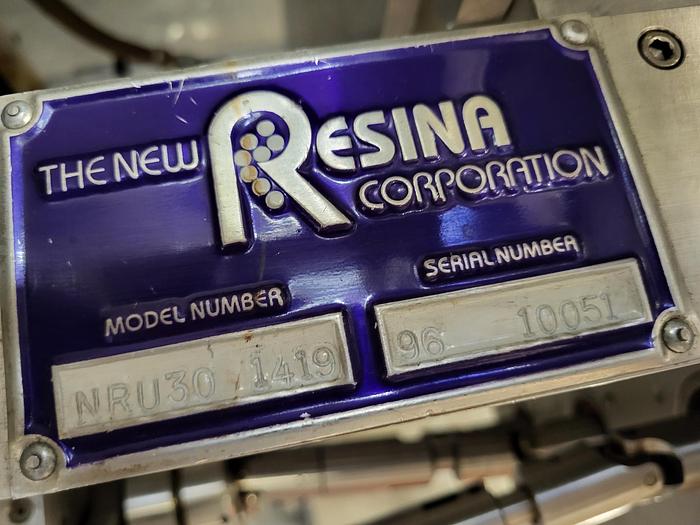 THE NEW RESINA
CORPORATION
MODEL NUMBER
NRU30 1419
SERIAL NUMBER
96 10051